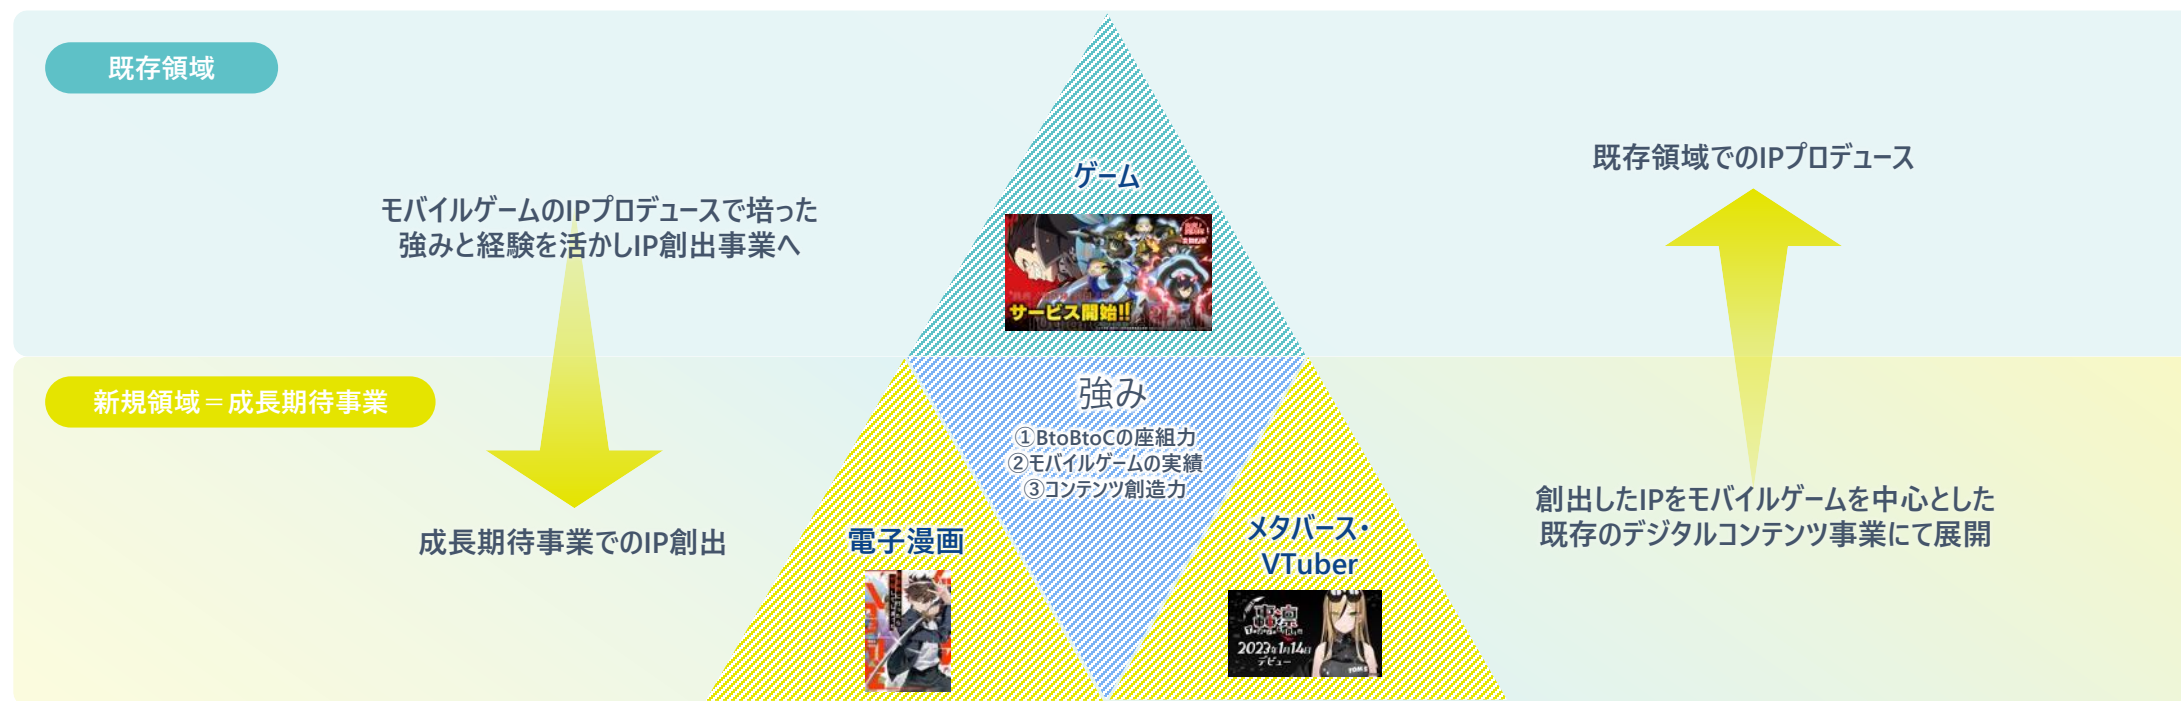 既存領域
モバイルゲームのIPプロデュースで培った
強みと経験を活かしIP創出事業へ
ゲーム
サービス開始!!
既存領域でのIPプロデュース
新規領域＝成長期待事業
強み
①BtoBtoCの座組力
②モバイルゲームの実績
③コンテンツ創造力
成長期待事業でのIP創出
電子漫画
メタバース・
VTuber
2023年1月14日
デビュー
創出したIPをモバイルゲームを中心とした
既存のデジタルコンテンツ事業にて展開